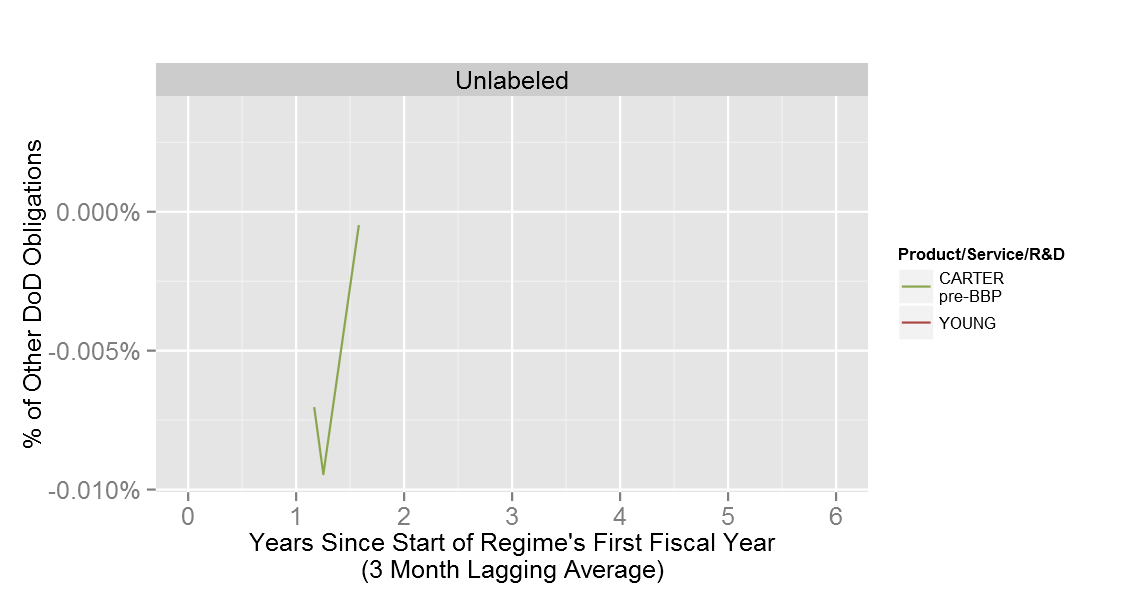 Unlabeled
% of Other DoD Obligations
0.000%
-0.005%
-0.010%
0 1 2 3 4 5 6
Years Since Start of Regime's First Fiscal Year
(3 Month Lagging Average)
Product/Service/R&D
CARTER
pre-BBP
YOUNG